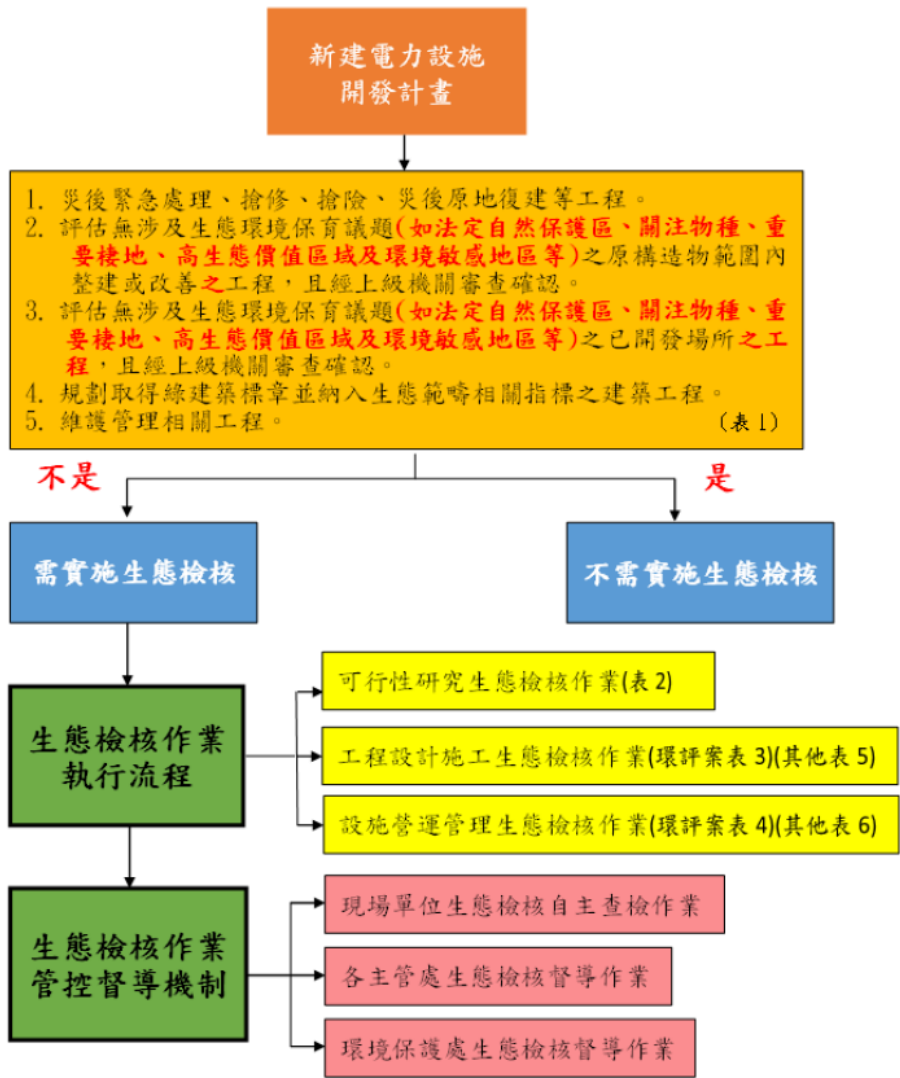 新建電力設施
開發計畫
1. 災後緊急處理、搶修、搶險、災後原地復建等工程。
2. 評估無涉及生態環境保育議題(如法定自然保護區、關注物種、重
要棲地、高生態價值區域及環境敏感地區等)之原構造物範圍內
整建或改善之工程，且經上級機關審查確認。
3. 評估無涉及生態環境保育議題(如法定自然保護區、關注物種、重
要棲地、高生態價值區域及環境敏感地區等)之已開發場所之工
程，且經上級機關審查確認。
4. 規劃取得綠建築標章並納入生態範疇相關指標之建築工程。
5. 維護管理相關工程。 (表 1)
不是
是
需實施生態檢核
不需實施生態檢核
生態檢核作業
執行流程
可行性研究生態檢核作業(表 2)
工程設計施工生態檢核作業(環評案表 3)(其他表 5)
設施營運管理生態檢核作業(環評案表 4)(其他表 6)
生態檢核作業
管控督導機制
現場單位生態檢核自主查檢作業
各主管處生態檢核督導作業
環境保護處生態檢核督導作業